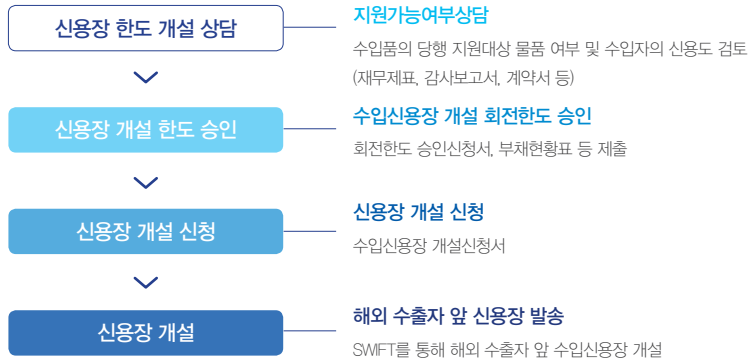 신용장 한도 개설 상담
지원가능여부상담
수입품의 당행 지원대상 물품 여부 및 수입자의 신용도 검토
(재무제표, 감사보고서, 계약서 등)
신용장 개설 한도 승인
수입신용장 개설 회전한도 승인
회전한도 승인신청서, 부채현황표 등 제출
신용장 개설 신청
신용장 개설 신청
수입신용장 개설신청서
신용장 개설
해외 수출자 앞 신용장 발송
SWIFT를 통해 해외 수출자 앞 수입신용장 개설